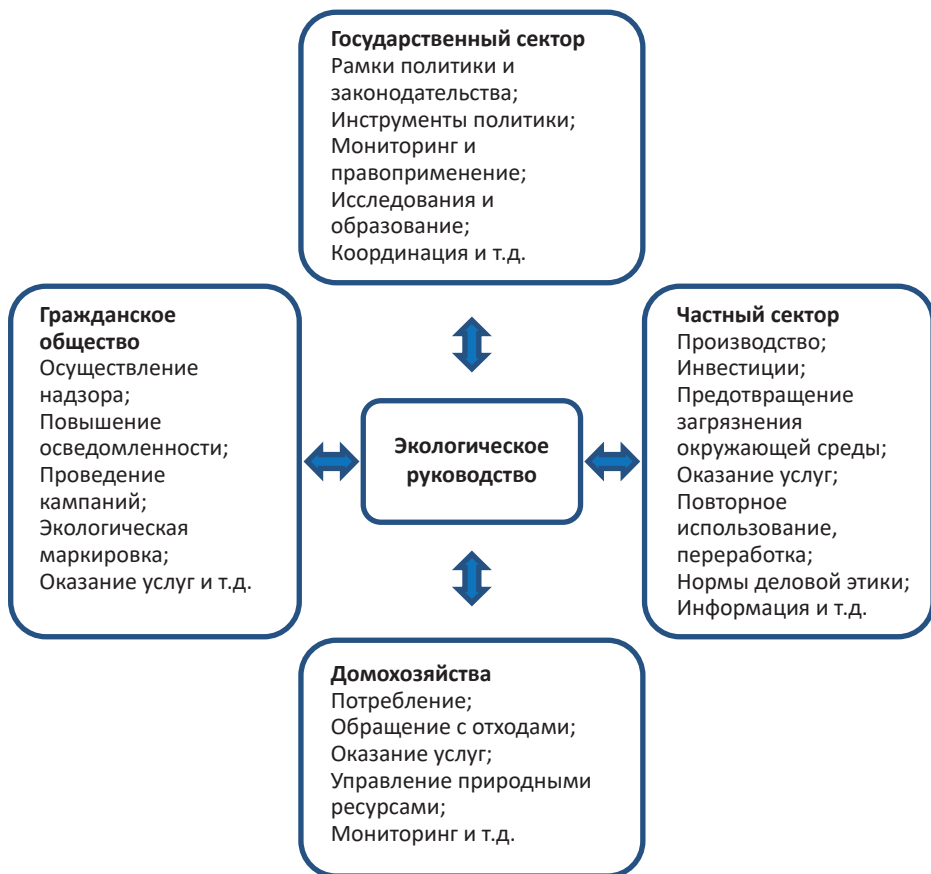 Государственный сектор
Рамки политики и
законодательства;
Инструменты политики;
Мониторинг и
правоприменение;
Исследования и
образование;
Координация и т.д.
Гражданское
общество
Осуществление
надзора;
Повышение
осведомленности;
Проведение
кампаний;
Экологическая
маркировка;
Оказание услуг и т.д.
Экологическое
руководство
Частный сектор
Производство;
Инвестиции;
Предотвращение
загрязнения
окружающей среды;
Оказание услуг;
Повторное
использование,
переработка;
Нормы деловой этики;
Информация и т.д.
Домохозяйства
Потребление;
Обращение с отходами;
Оказание услуг;
Управление природными
ресурсами;
Мониторинг и т.д.